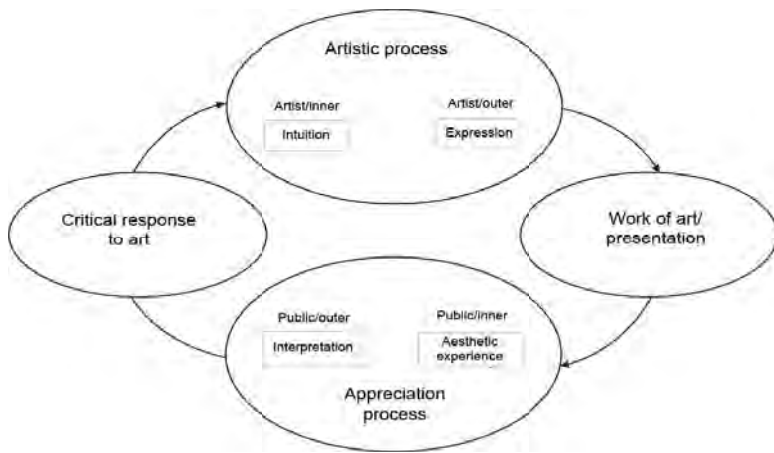 Artistic process
Artist/inner
Artist/outer
Intuition
Expression
Critical response
to art
Work of art/
presentation
Public/outer
Public/inner
Interpretation
Aesthetic
experience
Appreciation
process